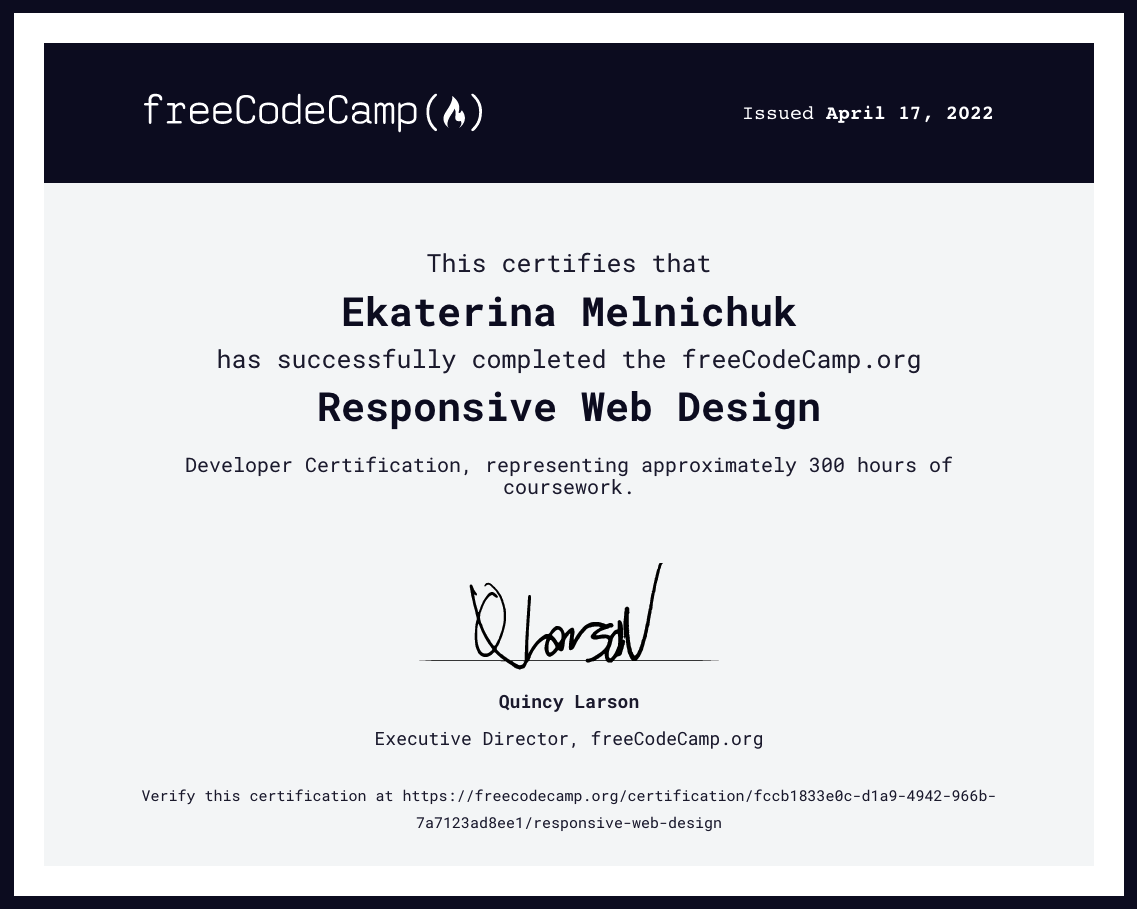 freeCodeCamp(🔥)
Issued April 17, 2022
This certifies that
Ekaterina Melnichuk
has successfully completed the freeCodeCamp.org
Responsive Web Design
Developer Certification, representing approximately 300 hours of
coursework.
Q Larson
Quincy Larson
Executive Director, freeCodeCamp.org
Verify this certification at https://freecodecamp.org/certification/fccb1833e0c-d1a9-4942-966b-
7a7123ad8ee1/responsive-web-design